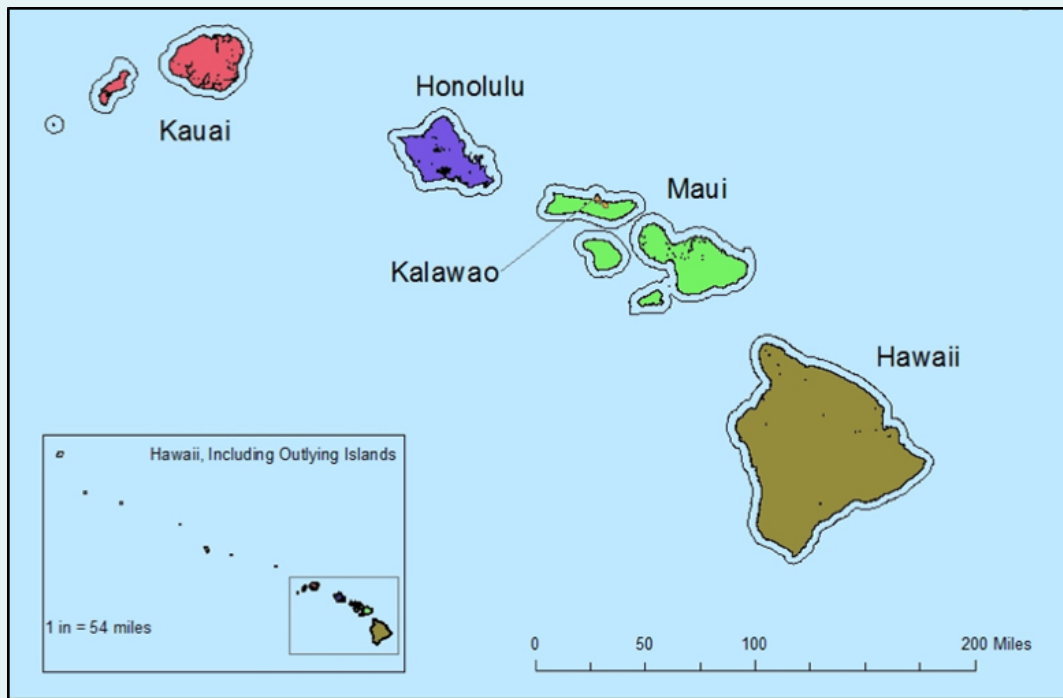 Honolulu
Kauai
Maui
Kalawao
Hawaii
Hawaii, Including Outlying Islands
1 in = 54 miles
0 50 100 200 Miles